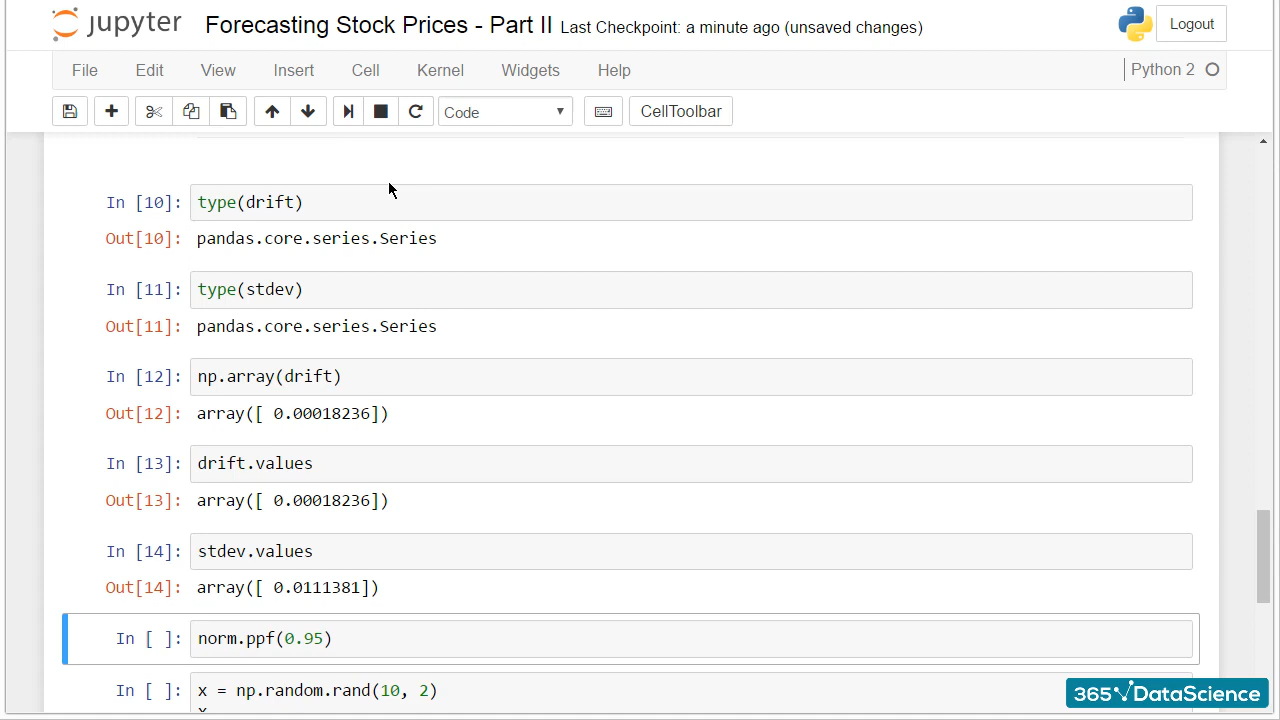 jupyter Forecasting Stock Prices - Part II Last Checkpoint: a minute ago (unsaved changes) Logout
File Edit View Insert Cell Kernel Widgets Help Python 2
Code CellToolbar
In [10]: type(drift)
Out[10]: pandas.core.series.Series
In [11]: type(stdev)
Out[11]: pandas.core.series.Series
In [12]: np.array(drift)
Out[12]: array([ 0.00018236])
In [13]: drift.values
Out[13]: array([ 0.00018236])
In [14]: stdev.values
Out[14]: array([ 0.0111381])
In [ ]: norm.ppf(0.95)
In [ ]: x = np.random.rand(10, 2)
x
365 DataScience